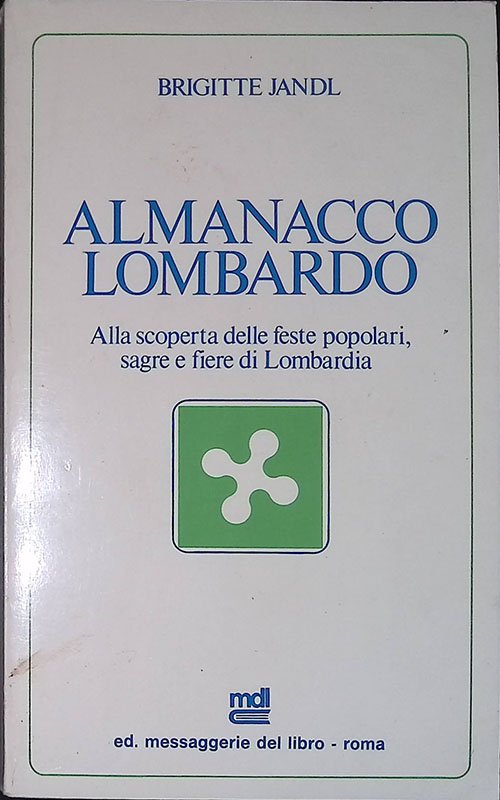 BRIGITTE JANDL
ALMANACCO
LOMBARDO
Alla scoperta delle feste popolari,
sagre e fiere di Lombardia
mdl
ed. messaggerie del libro - roma